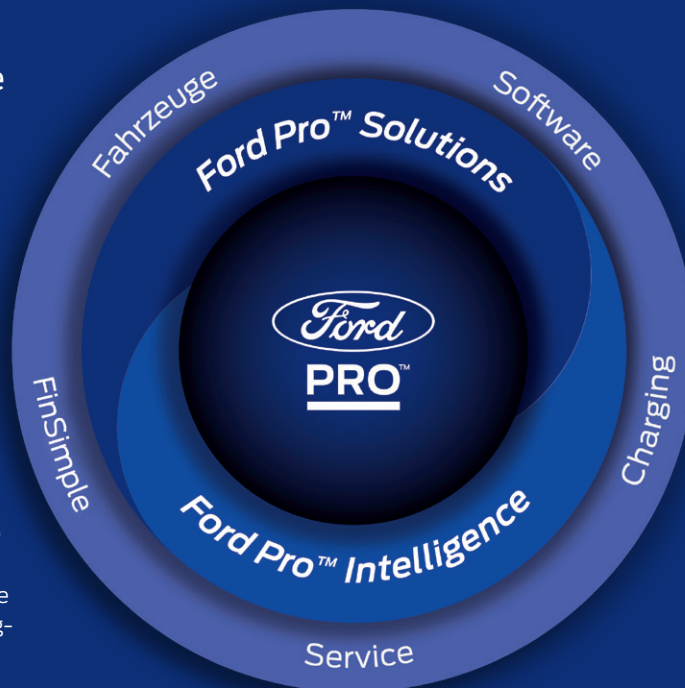 Fahrzeuge
Software
Ford Pro™ Solutions
Ford
PRO™
FinSimple
Charging
Ford Pro™ Intelligence
Service